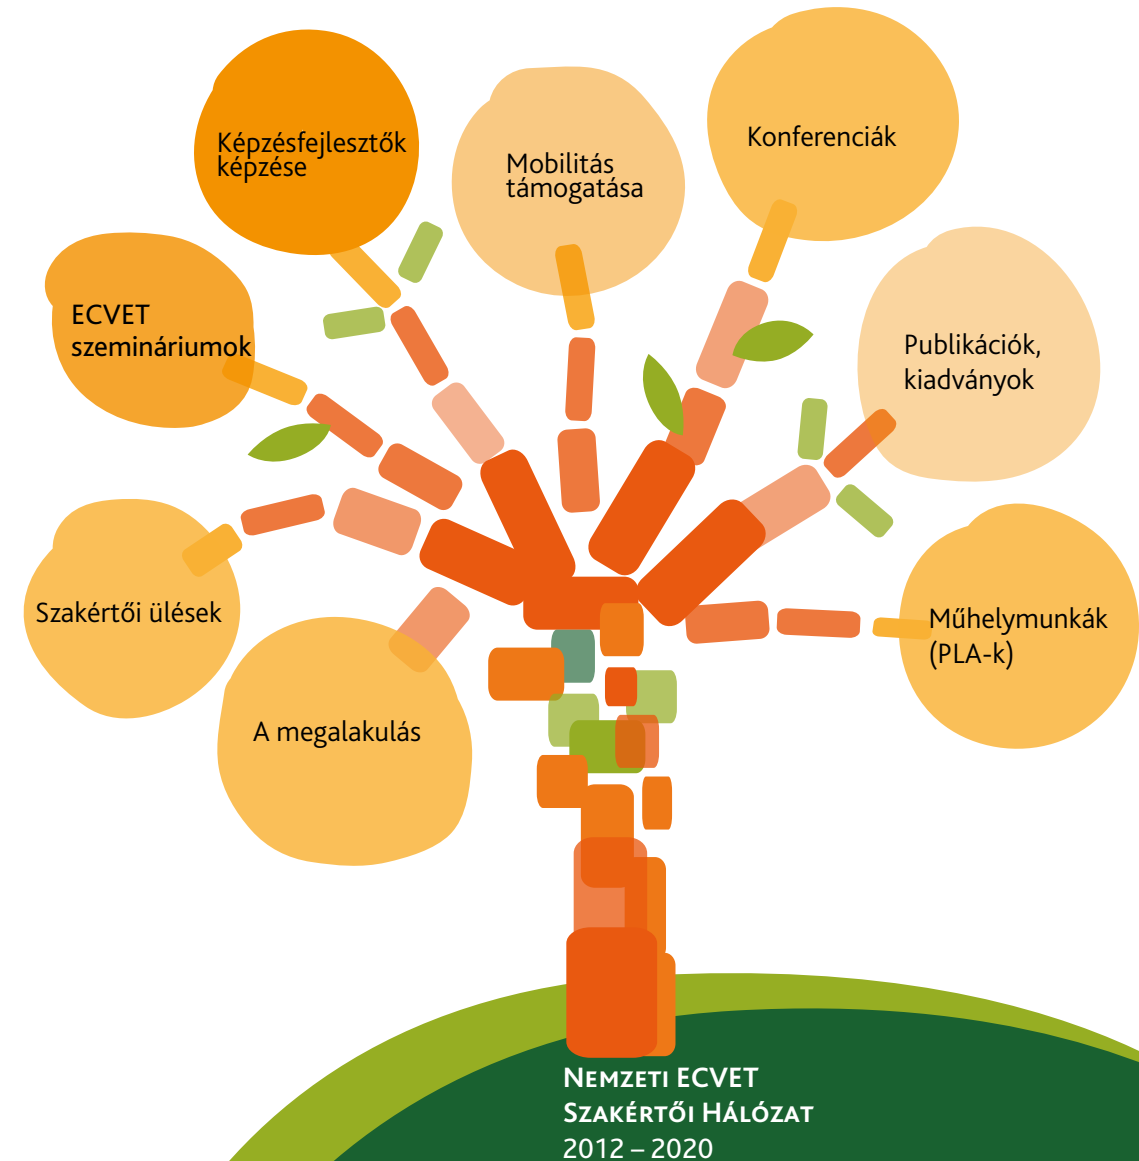 Képzésfejlesztők
képzése
Mobilitás
támogatása
Konferenciák
ECVET
szemináriumok
Publikációk,
kiadványok
Szakértői ülések
Műhelymunkák
(PLA-k)
A megalakulás
Nemzeti ECVET
Szakértői Hálózat
2012 – 2020